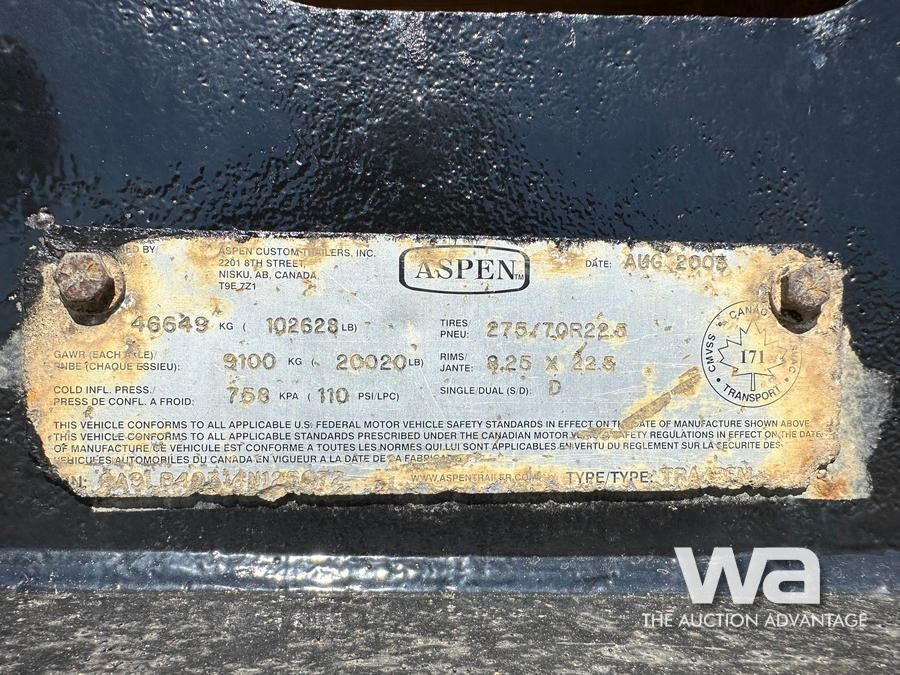 ED BY/ ASPEN CUSTOM TRAILERS, INC.
2201 8TH STREET,
NISKU, AB, CANADA,
T9E 7Z1
ASPEN TM
DATE: AUG 2005
46649 KG ( 102628 LB)
TIRES/
PNEU: 275/70R22.5
GAWR (EACH AXLE)/
PNBE (CHAQUE ESSIEU): 9100 KG ( 20020 LB)
RIMS/
JANTE: 8.25 X 22.5
COLD INFL. PRESS./
PRESS DE CONFL. A FROID: 758 KPA ( 110 PSI/LPC)
SINGLE/DUAL (S D): D
CANAD
CMVSS 171
TRANSPORT
THIS VEHICLE CONFORMS TO ALL APPLICABLE U.S. FEDERAL MOTOR VEHICLE SAFETY STANDARDS IN EFFECT ON THE DATE OF MANUFACTURE SHOWN ABOVE.
THIS VEHICLE CONFORMS TO ALL APPLICABLE STANDARDS PRESCRIBED UNDER THE CANADIAN MOTOR SAFETY REGULATIONS IN EFFECT ON THE DATE
OF MANUFACTURE/CE VEHICULE EST CONFORME A TOUTES LES NORMES QUI LUI SONT APPLICABLES EN VERTU DU REGLEMENT SUR LA SECURITE DES
VEHICULES AUTOMOBILES DU CANADA EN VIGUEUR A LA DATE DE SA FABRIC
WWW.ASPENTRAILER.COM TYPE/TYPE:
wa
THE AUCTION ADVANTAGE